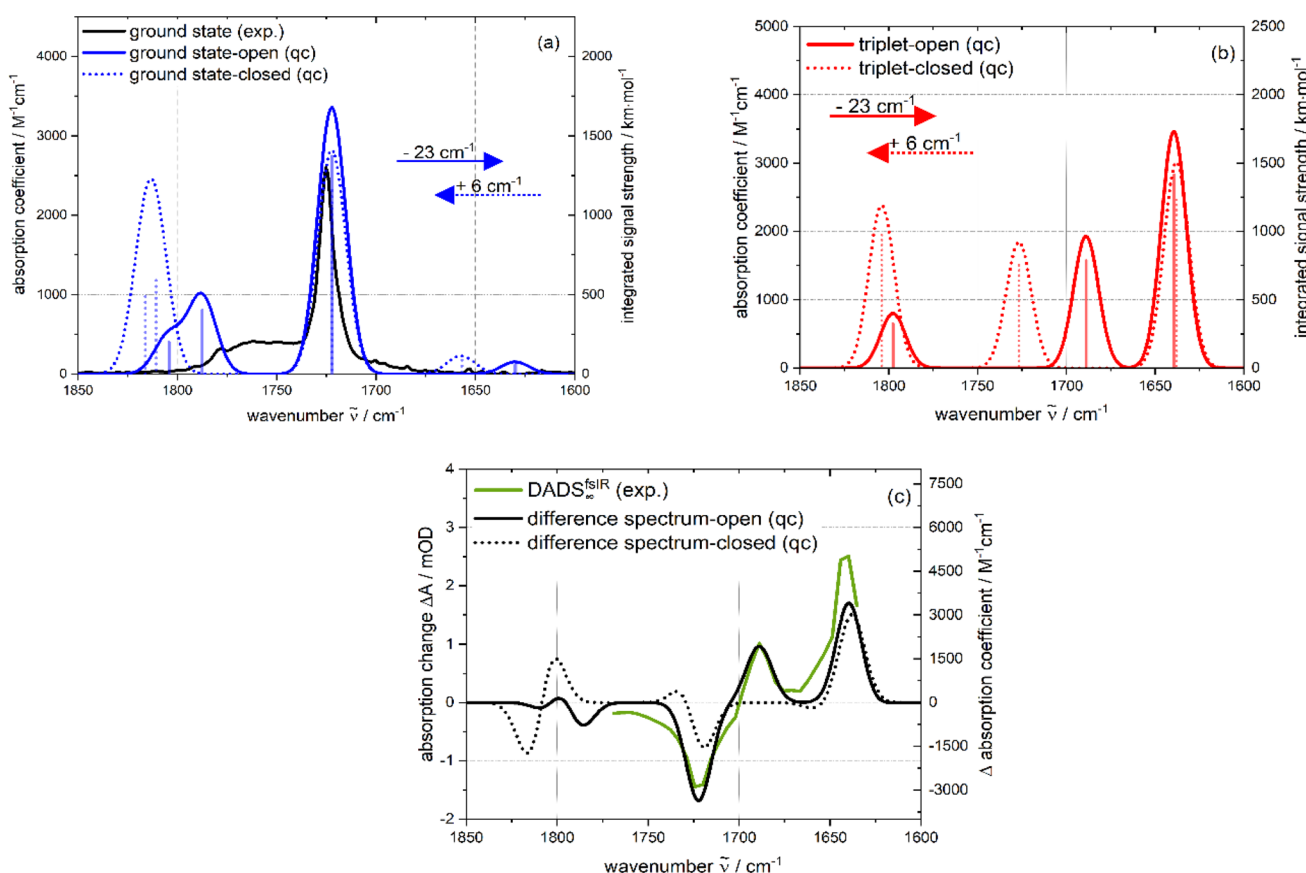 ground state (exp.)
ground state-open (qc)
ground state-closed (qc)
(a)
- 23 cm-1
+ 6 cm-1
absorption coefficient / M-1cm-1
4000
3000
2000
1000
0
integrated signal strength / km·mol-1
2000
1500
1000
500
0
1850 1800 1750 1700 1650 1600
wavenumber ν̃ / cm-1
triplet-open (qc)
triplet-closed (qc)
(b)
- 23 cm-1
+ 6 cm-1
absorption coefficient / M-1cm-1
5000
4000
3000
2000
1000
0
integrated signal strength / km·mol-1
2500
2000
1500
1000
500
0
1850 1800 1750 1700 1650 1600
wavenumber ν̃ / cm-1
DADS∞fsIR (exp.)
difference spectrum-open (qc)
difference spectrum-closed (qc)
(c)
absorption change ΔA / mOD
4
3
2
1
0
-1
-2
Δ absorption coefficient / M-1cm-1
7500
6000
4500
3000
1500
0
-1500
-3000
1850 1800 1750 1700 1650 1600
wavenumber ν̃ / cm-1